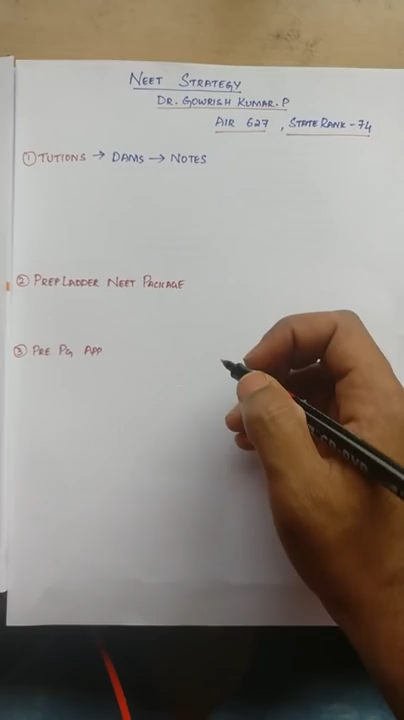 NEET STRATEGY
DR. GOWRISH KUMAR. P
AIR 627 , STATE RANK - 74
① TUTIONS → DAMS → NOTES
② PREPLADDER NEET PACKAGE
③ PRE PG APP